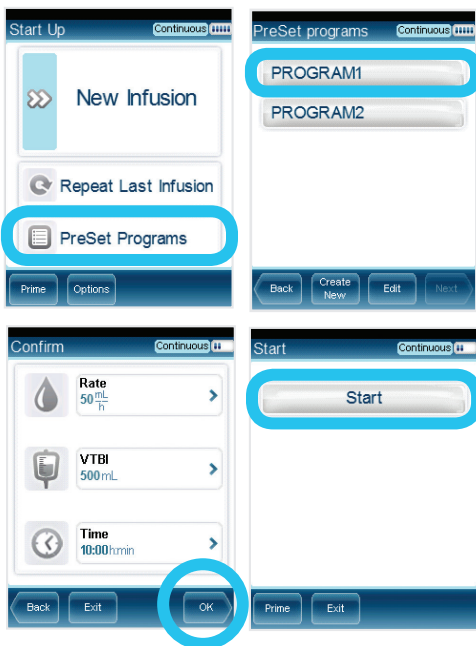 Start Up
Continuous
New Infusion
Repeat Last Infusion
PreSet Programs
Prime
Options
PreSet programs
Continuous
PROGRAM1
PROGRAM2
Back
Create
New
Edit
Next
Confirm
Continuous
Rate
50 mL/h
VTBI
500 mL
Time
10:00 h:min
Back
Exit
OK
Start
Continuous
Start
Prime
Exit